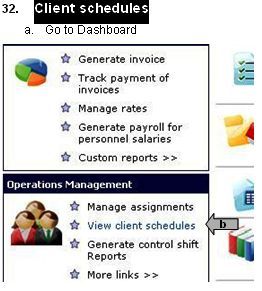 32. Client schedules
a. Go to Dashboard
Generate invoice
Track payment of
invoices
Manage rates
Generate payroll for
personnel salaries
Custom reports >>
Operations Management
Manage assignments
View client schedules
b
Generate control shift
Reports
More links >>